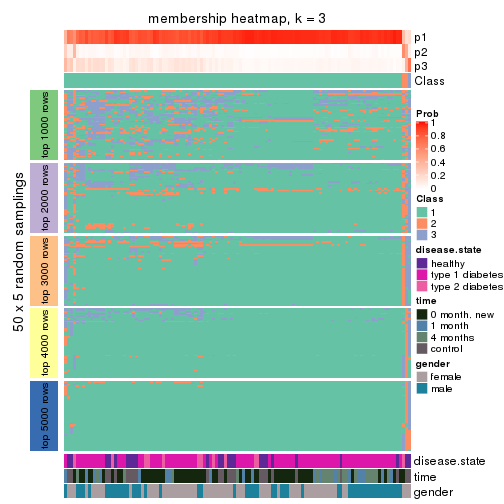 membership heatmap, k = 3
p1
p2
p3
Class
50 x 5 random samplings
top 1000 rows
top 2000 rows
top 3000 rows
top 4000 rows
top 5000 rows
disease.state
time
gender
Prob
1
0.8
0.6
0.4
0.2
0
Class
1
2
3
disease.state
healthy
type 1 diabetes
type 2 diabetes
time
0 month. new
1 month
4 months
control
gender
female
male